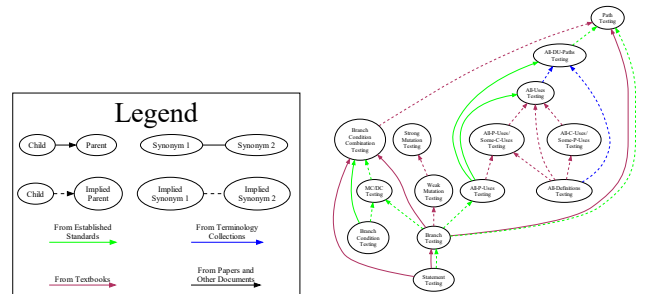 Legend
Child
Parent
Synonym 1
Synonym 2
Child
Implied
Parent
Implied
Synonym 1
Implied
Synonym 2
From Established
Standards
From Terminology
Collections
From Textbooks
From Papers and
Other Documents
Path
Testing
All-DU-Paths
Testing
All-Uses
Testing
Branch
Condition
Combination
Testing
Strong
Mutation
Testing
All-P-Uses/
Some-C-Uses
Testing
All-C-Uses/
Some-P-Uses
Testing
MC/DC
Testing
Weak
Mutation
Testing
All-P-Uses
Testing
All-Definitions
Testing
Branch
Condition
Testing
Branch
Testing
Statement
Testing